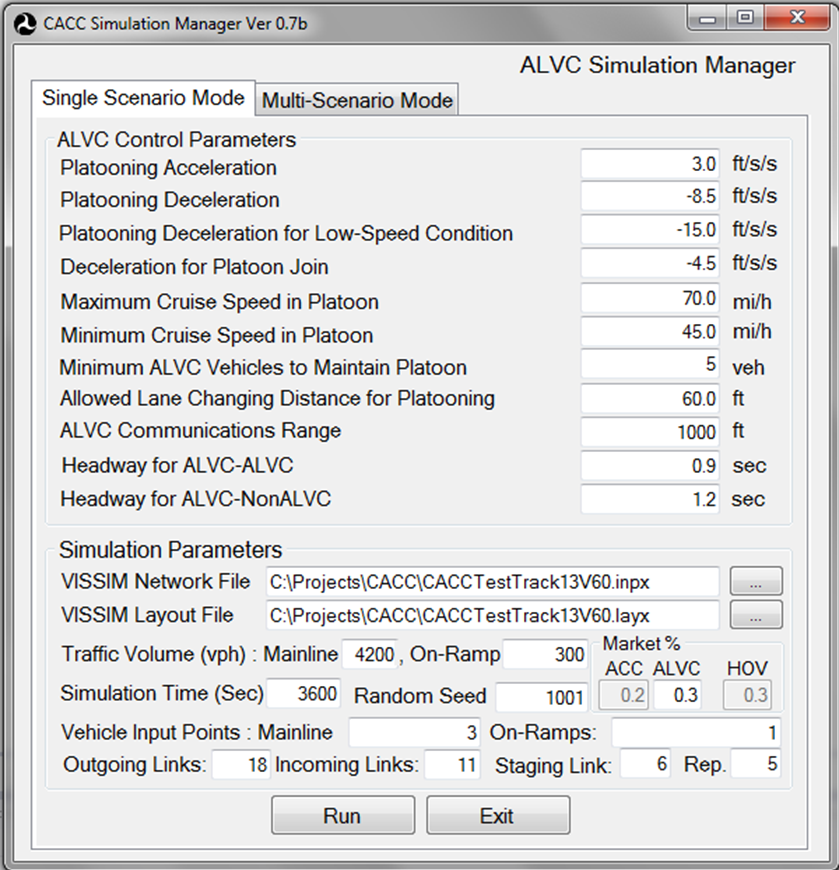 CACC Simulation Manager Ver 0.7b
ALVC Simulation Manager
Single Scenario Mode Multi-Scenario Mode
ALVC Control Parameters
Platooning Acceleration 3.0 ft/s/s
Platooning Deceleration -8.5 ft/s/s
Platooning Deceleration for Low-Speed Condition -15.0 ft/s/s
Deceleration for Platoon Join -4.5 ft/s/s
Maximum Cruise Speed in Platoon 70.0 mi/h
Minimum Cruise Speed in Platoon 45.0 mi/h
Minimum ALVC Vehicles to Maintain Platoon 5 veh
Allowed Lane Changing Distance for Platooning 60.0 ft
ALVC Communications Range 1000 ft
Headway for ALVC-ALVC 0.9 sec
Headway for ALVC-NonALVC 1.2 sec
Simulation Parameters
VISSIM Network File C:\Projects\CACC\CACCTestTrack13V60.inpx ...
VISSIM Layout File C:\Projects\CACC\CACCTestTrack13V60.layx ...
Traffic Volume (vph) : Mainline 4200 , On-Ramp 300
Market %
ACC ALVC HOV
0.2 0.3 0.3
Simulation Time (Sec) 3600 Random Seed 1001
Vehicle Input Points : Mainline 3 On-Ramps: 1
Outgoing Links: 18 Incoming Links: 11 Staging Link: 6 Rep. 5
Run Exit